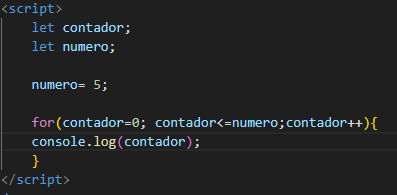 <script>
let contador;
let numero;
numero= 5;
for(contador=0; contador<=numero;contador++){
console.log(contador);
}
</script>